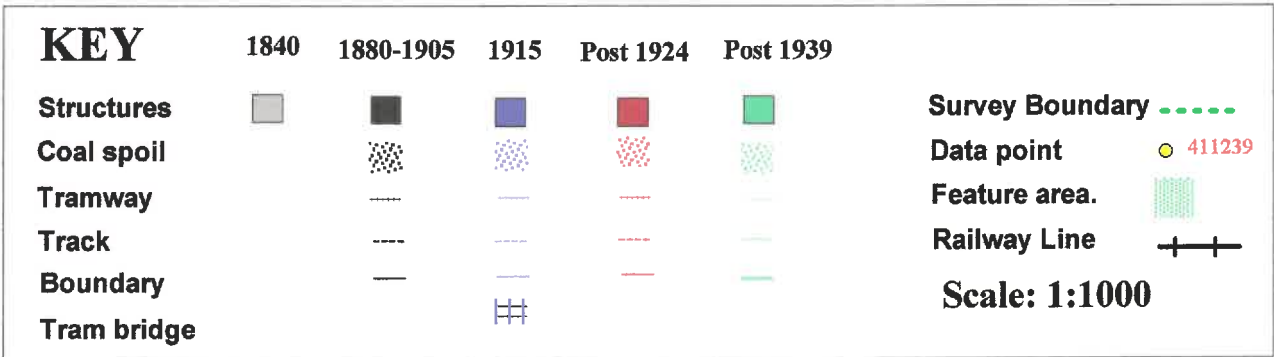 KEY 1840 1880-1905 1915 Post 1924 Post 1939
Structures
Coal spoil
Tramway
Track
Boundary
Tram bridge
Survey Boundary
Data point 411239
Feature area.
Railway Line
Scale: 1:1000